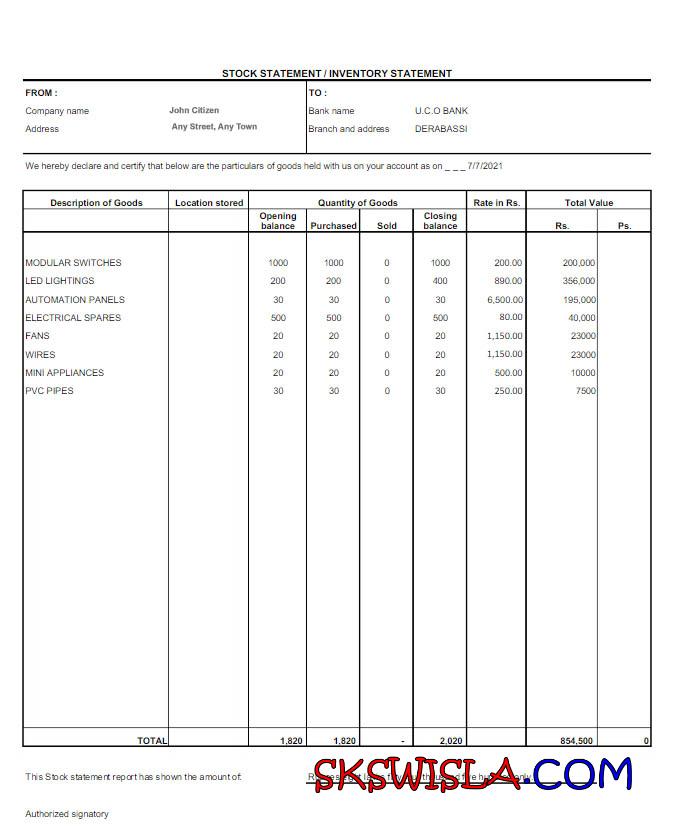 STOCK STATEMENT / INVENTORY STATEMENT
FROM : TO :
Company name John Citizen Bank name U.C.O BANK
Address Any Street, Any Town Branch and address DERABASSI
We hereby declare and certify that below are the particulars of goods held with us on your account as on _ _ _ 7/7/2021
Description of Goods Location stored Quantity of Goods Rate in Rs. Total Value
Opening balance Purchased Sold Closing balance Rs. Ps.
MODULAR SWITCHES 1000 1000 0 1000 200.00 200,000
LED LIGHTINGS 200 200 0 400 890.00 356,000
AUTOMATION PANELS 30 30 0 30 6,500.00 195,000
ELECTRICAL SPARES 500 500 0 500 80.00 40,000
FANS 20 20 0 20 1,150.00 23000
WIRES 20 20 0 20 1,150.00 23000
MINI APPLIANCES 20 20 0 20 500.00 10000
PVC PIPES 30 30 0 30 250.00 7500
TOTAL 1,820 1,820 - 2,020 854,500 0
This Stock statement report has shown the amount of. only.
SKSWISLA.COM
Authorized signatory